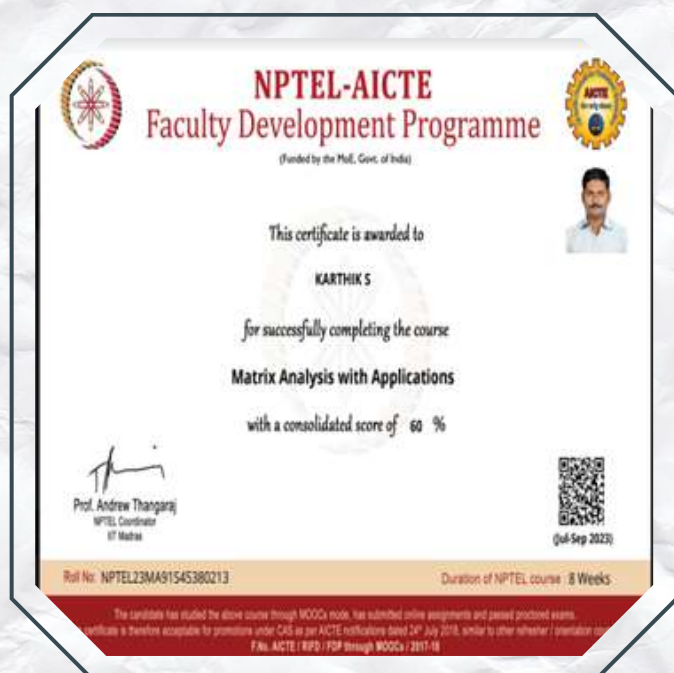 NPTEL-AICTE
Faculty Development Programme
(Funded by the MoE, Govt. of India)
AICTE
This certificate is awarded to
KARTHIK S
for successfully completing the course
Matrix Analysis with Applications
with a consolidated score of 60 %
Prof. Andrew Thangaraj
NPTEL Coordinator
IIT Madras
(Jul-Sep 2023)
Roll No: NPTEL23MA91S45380213
Duration of NPTEL course : 8 Weeks
The candidate has studied the above course through MOOCs mode, has submitted online assignments and passed proctored exams.
certificate is therefore acceptable for promotions under CAS as per AICTE notifications dated 24th July 2018, similar to other refresher / orientation
F.No. AICTE / RIFD / FDP through MOOCs / 2017-18